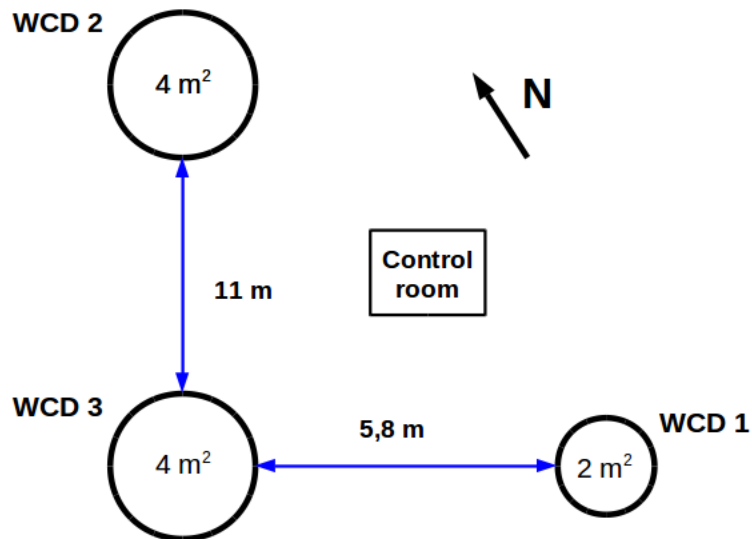 WCD 2
4 m²
N
Control
room
11 m
WCD 3
4 m²
5,8 m
WCD 1
2 m²